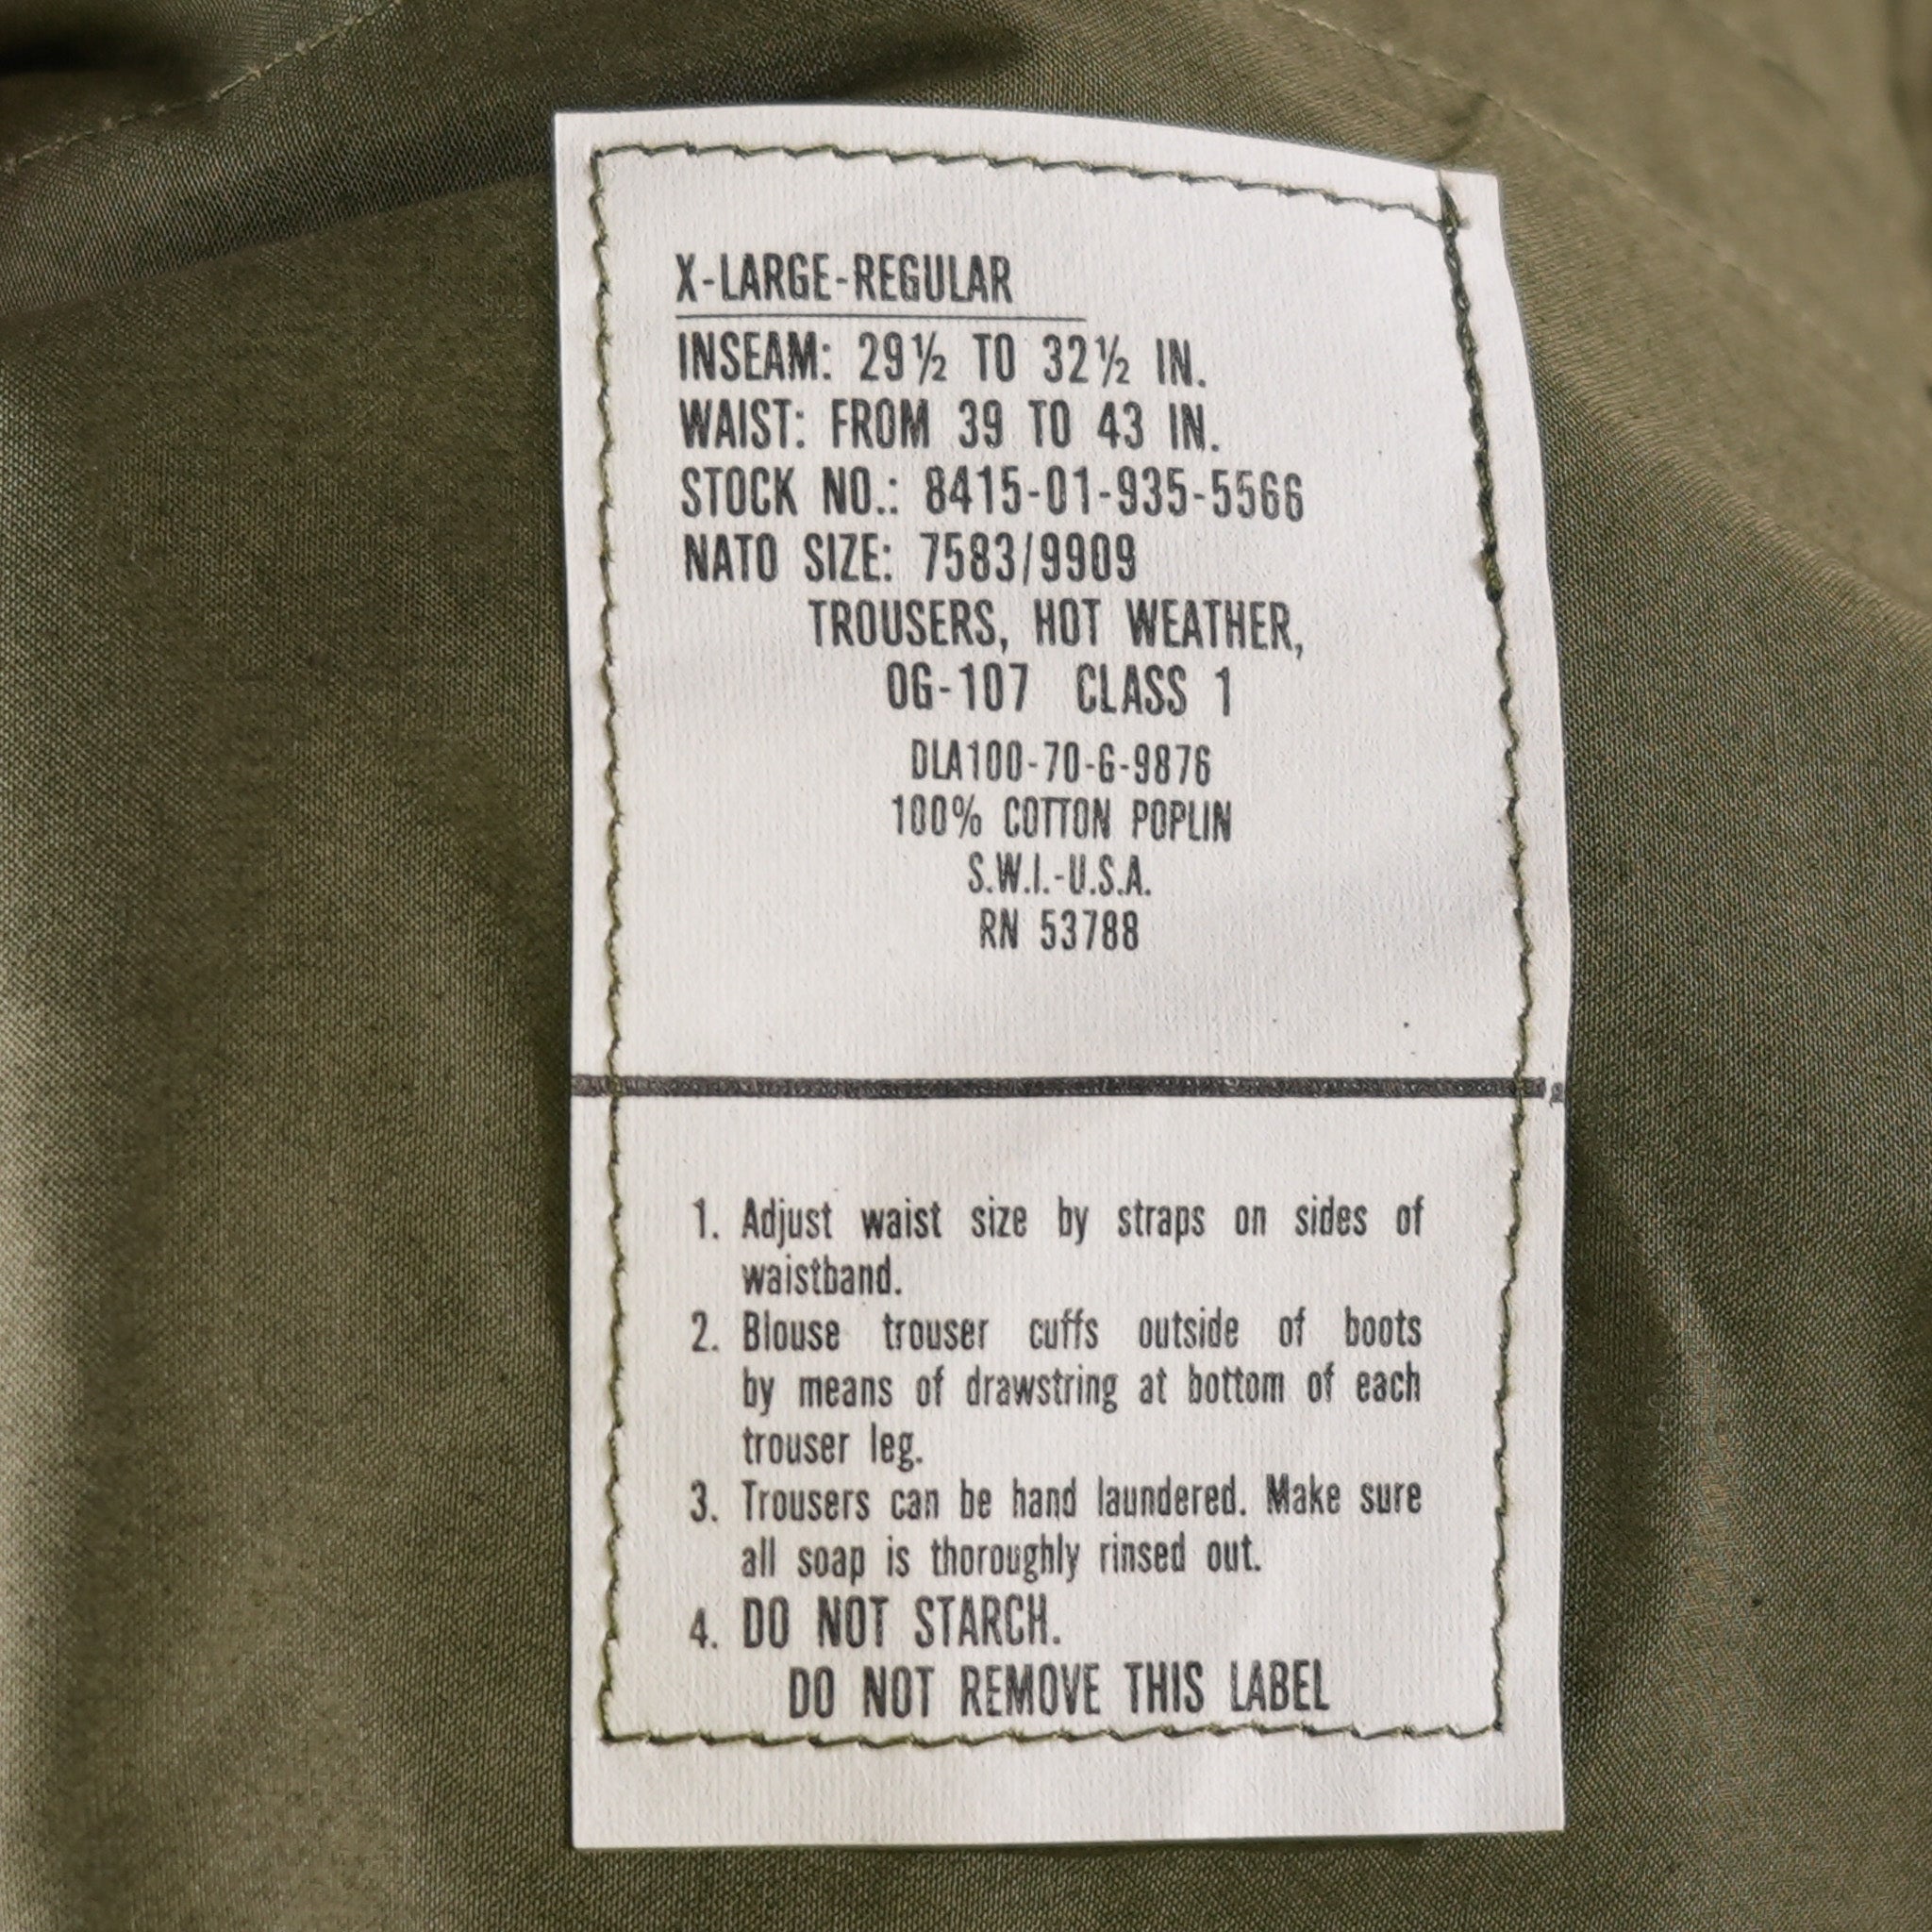 X-LARGE-REGULAR
INSEAM: 29½ TO 32½ IN.
WAIST: FROM 39 TO 43 IN.
STOCK NO.: 8415-01-935-5566
NATO SIZE: 7583/9909
TROUSERS, HOT WEATHER,
OG-107 CLASS 1
DLA100-70-G-9876
100% COTTON POPLIN
S.W.I.-U.S.A.
RN 53788
1. Adjust waist size by straps on sides of
waistband.
2. Blouse trouser cuffs outside of boots
by means of drawstring at bottom of each
trouser leg.
3. Trousers can be hand laundered. Make sure
all soap is thoroughly rinsed out.
4. DO NOT STARCH.
DO NOT REMOVE THIS LABEL